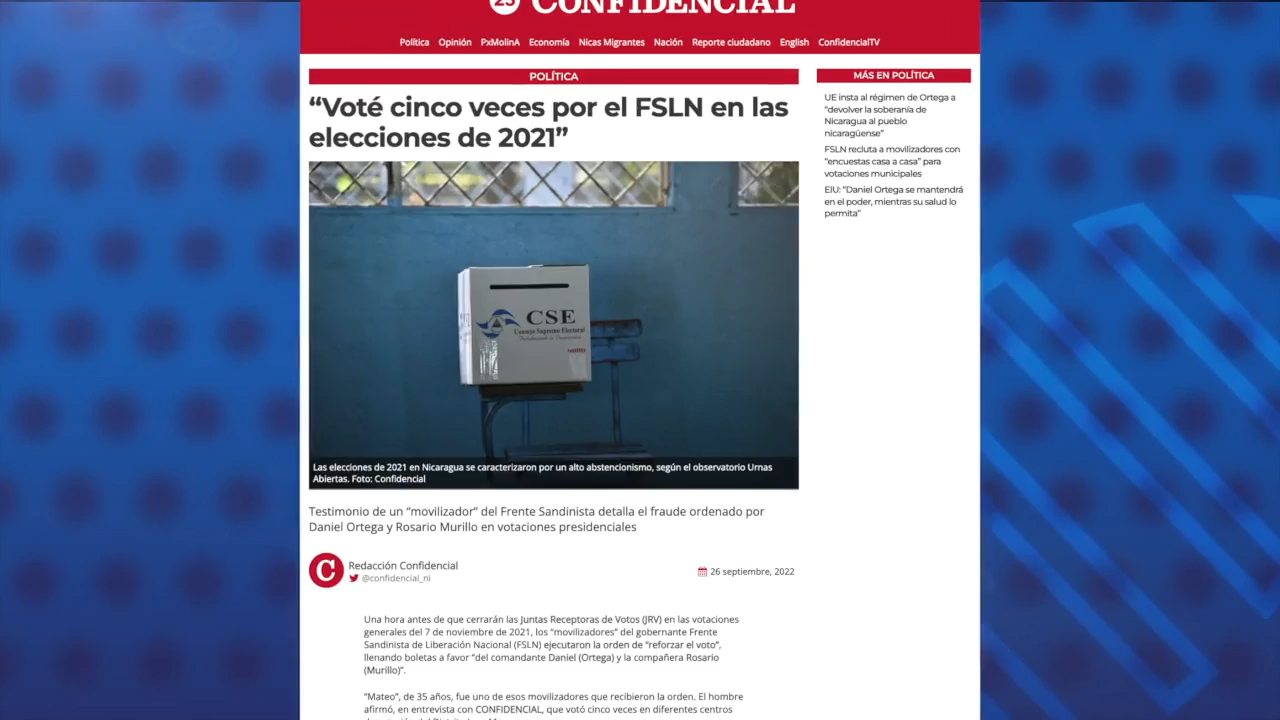 25 CONFIDENCIAL
Política Opinión PxMolinA Economía Nicas Migrantes Nación Reporte ciudadano English ConfidencialTV
POLÍTICA
“Voté cinco veces por el FSLN en las
elecciones de 2021”
CSE
Consejo Supremo Electoral
Las elecciones de 2021 en Nicaragua se caracterizaron por un alto abstencionismo, según el observatorio Urnas
Abiertas. Foto: Confidencial
Testimonio de un “movilizador” del Frente Sandinista detalla el fraude ordenado por
Daniel Ortega y Rosario Murillo en votaciones presidenciales
C
Redacción Confidencial
@confidencial_ni
26 septiembre, 2022
Una hora antes de que cerrarán las Juntas Receptoras de Votos (JRV) en las votaciones
generales del 7 de noviembre de 2021, los “movilizadores” del gobernante Frente
Sandinista de Liberación Nacional (FSLN) ejecutaron la orden de “reforzar el voto”,
llenando boletas a favor “del comandante Daniel (Ortega) y la compañera Rosario
(Murillo)”.
“Mateo”, de 35 años, fue uno de esos movilizadores que recibieron la orden. El hombre
afirmó, en entrevista con CONFIDENCIAL, que votó cinco veces en diferentes centros
MÁS EN POLÍTICA
UE insta al régimen de Ortega a
“devolver la soberanía de
Nicaragua al pueblo
nicaragüense”
FSLN recluta a movilizadores con
“encuestas casa a casa” para
votaciones municipales
EIU: “Daniel Ortega se mantendrá
en el poder, mientras su salud lo
permita”